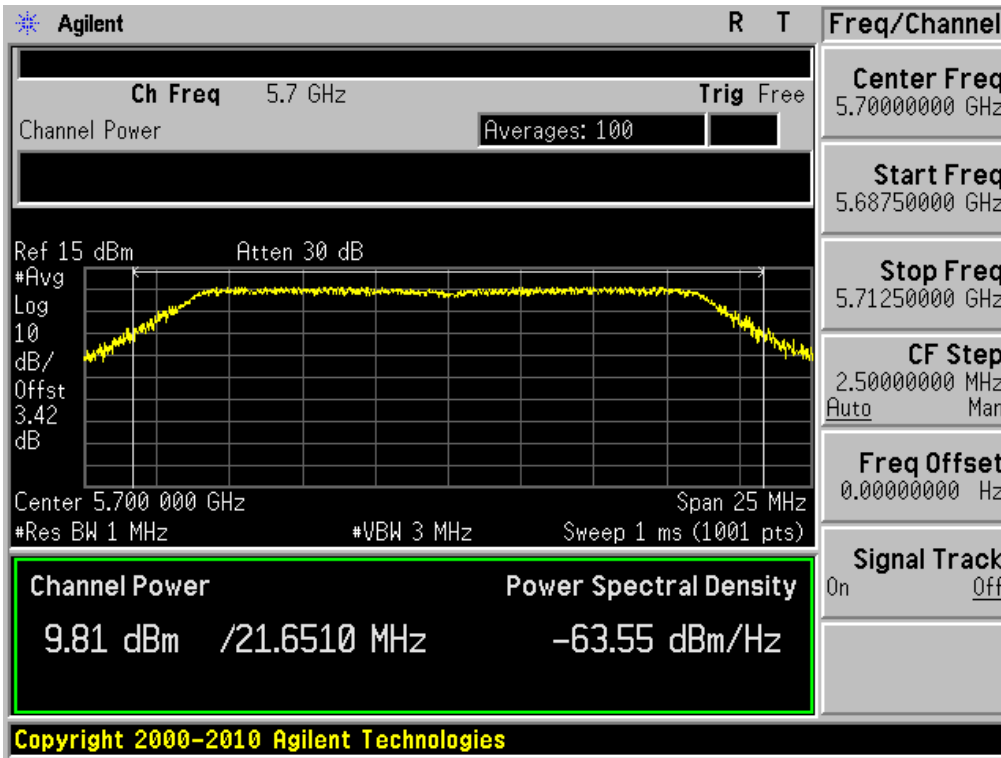 Agilent
R T
Freq/Channel
Ch Freq 5.7 GHz
Trig Free
Channel Power
Averages: 100
Ref 15 dBm
Atten 30 dB
#Avg
Log
10
dB/
Offst
3.42
dB
Center 5.700 000 GHz
Span 25 MHz
#Res BW 1 MHz
#VBW 3 MHz
Sweep 1 ms (1001 pts)
Channel Power
Power Spectral Density
9.81 dBm /21.6510 MHz
-63.55 dBm/Hz
Copyright 2000-2010 Agilent Technologies
Center Freq
5.70000000 GHz
Start Freq
5.68750000 GHz
Stop Freq
5.71250000 GHz
CF Step
2.50000000 MHz
Auto Man
Freq Offset
0.00000000 Hz
Signal Track
On Off